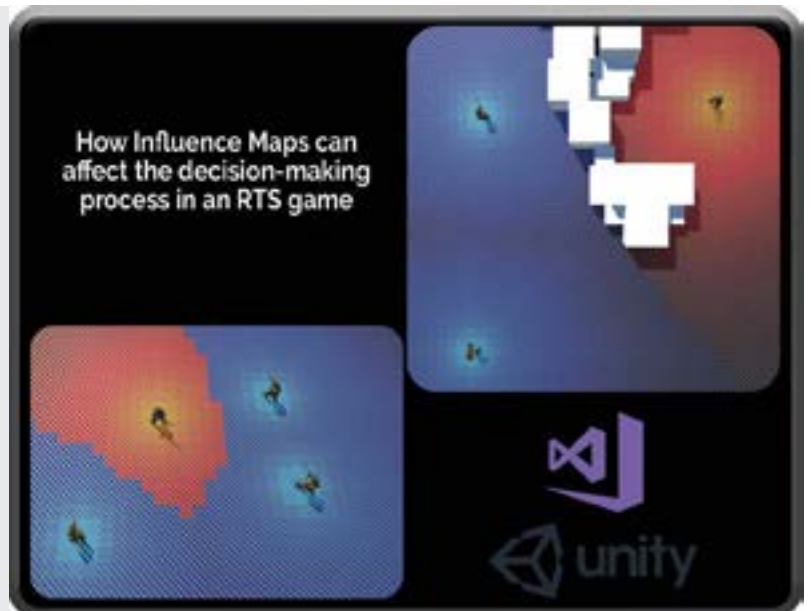 How Influence Maps can
affect the decision-making
process in an RTS game
unity